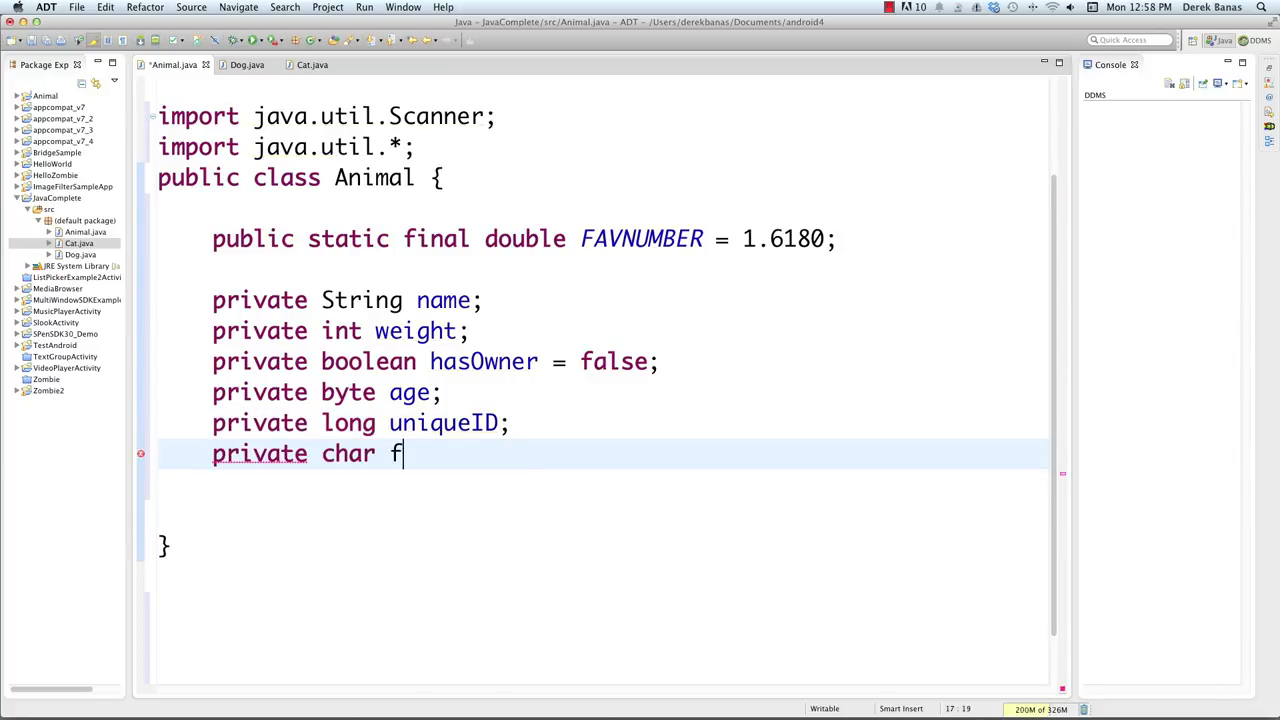 ADT File Edit Refactor Source Navigate Search Project Run Window Help 10 Mon 12:58 PM Derek Banas
Java - JavaComplete/src/Animal.java - ADT - /Users/derekbanas/Documents/android4
Quick Access Java DDMS
Package Exp
*Animal.java Dog.java Cat.java
Console
DDMS
Animal
appcompat_v7
appcompat_v7_2
appcompat_v7_3
appcompat_v7_4
BridgeSample
HelloWorld
HelloZombie
ImageFilterSampleApp
JavaComplete
src
(default package)
Animal.java
Cat.java
Dog.java
JRE System Library [Ja
ListPickerExample2Activi
MediaBrowser
MultiWindowSDKExample
MusicPlayerActivity
SlookActivity
SPenSDK30_Demo
TestAndroid
TextGroupActivity
VideoPlayerActivity
Zombie
Zombie2
import java.util.Scanner;
import java.util.*;
public class Animal {
public static final double FAVNUMBER = 1.6180;
private String name;
private int weight;
private boolean hasOwner = false;
private byte age;
private long uniqueID;
private char f
}
Writable Smart Insert 17 : 19 200M of 326M